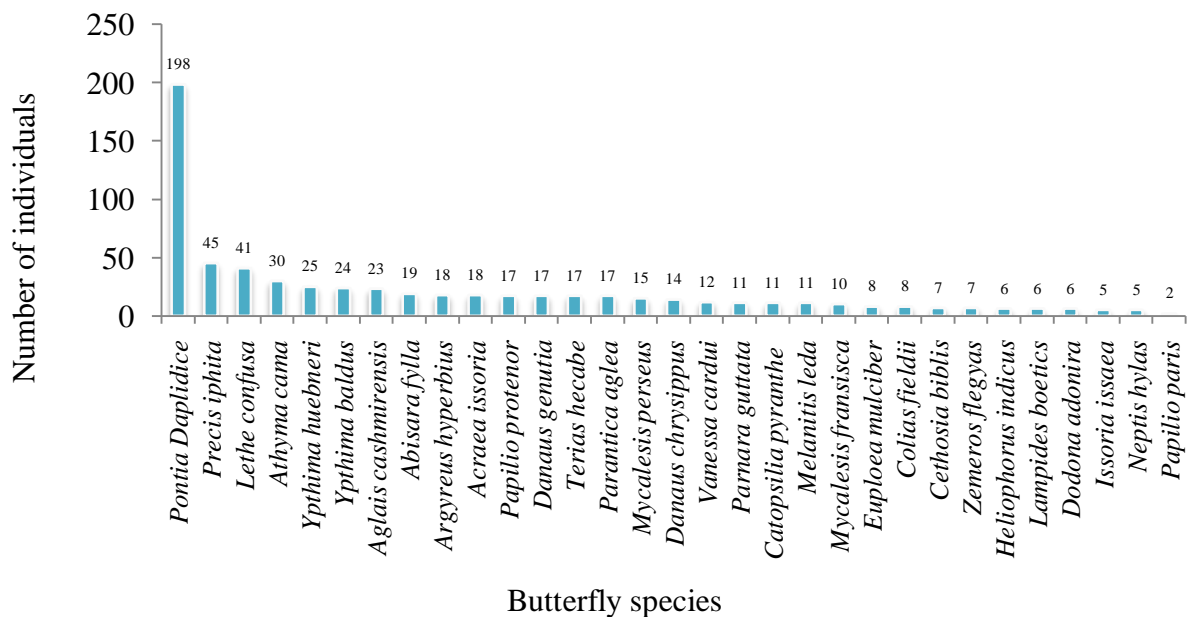 Number of individuals
250
200
150
100
50
0
198
45
41
30
25
24
23
19
18
18
17
17
17
17
15
14
12
11
11
11
10
8
8
7
7
6
6
6
5
5
2
Pontia Daplidice
Precis iphita
Lethe confusa
Athyma cama
Ypthima huebneri
Ypthima baldus
Aglais cashmirensis
Abisara fylla
Argyreus hyperbius
Acraea issoria
Papilio protenor
Danaus genutia
Terias hecabe
Parantica aglea
Mycalesis perseus
Danaus chrysippus
Vanessa cardui
Parnara guttata
Catopsilia pyranthe
Melanitis leda
Mycalesis fransisca
Euploea mulciber
Colias fieldii
Cethosia biblis
Zemeros flegyas
Heliophorus indicus
Lampides boetics
Dodona adonira
Issoria issaea
Neptis hylas
Papilio paris
Butterfly species